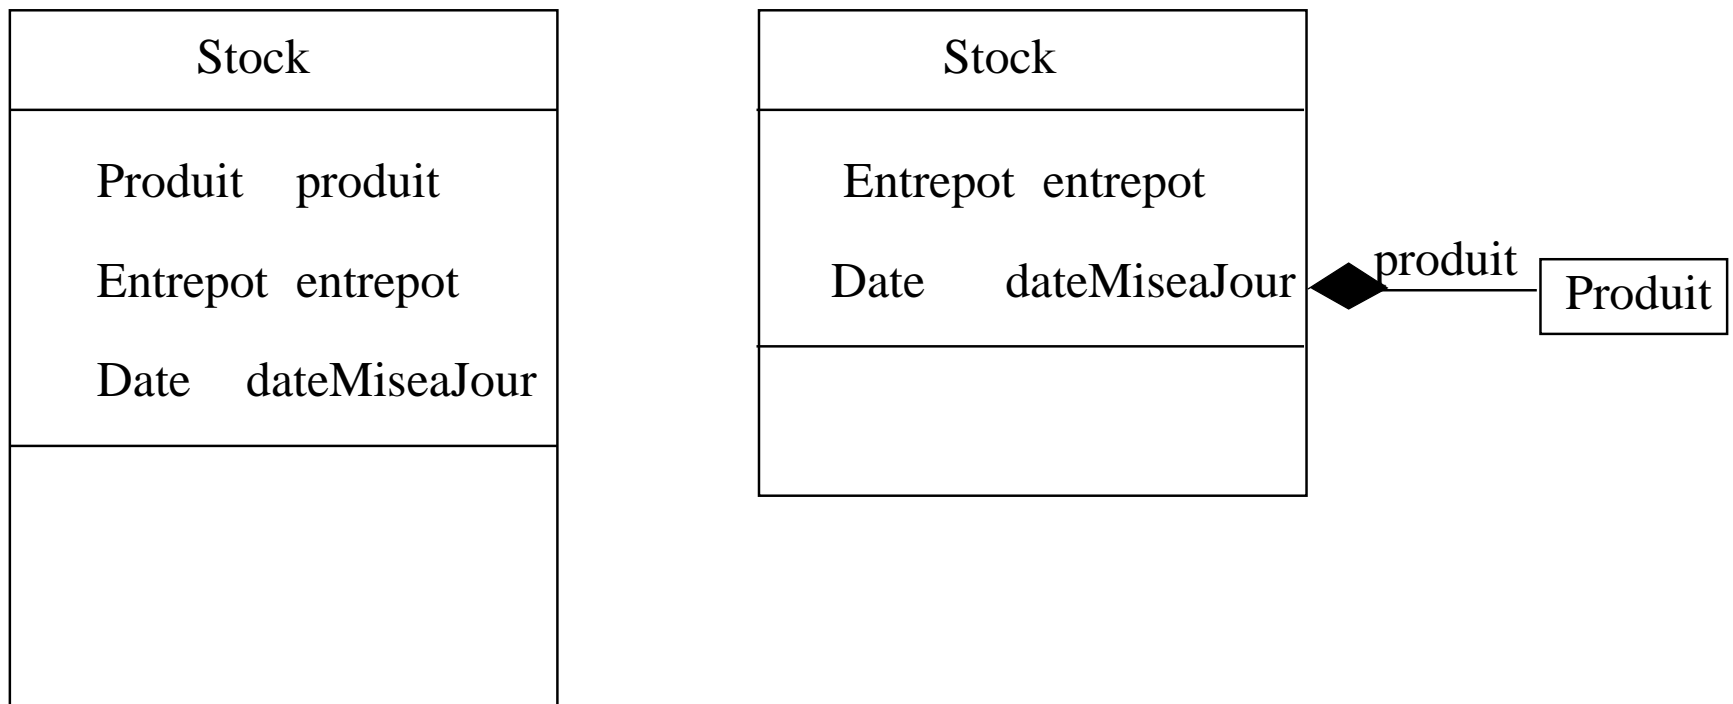 Stock
Produit produit
Entrepot entrepot
Date dateMiseaJour
Stock
Entrepot entrepot
Date dateMiseaJour
produit
Produit